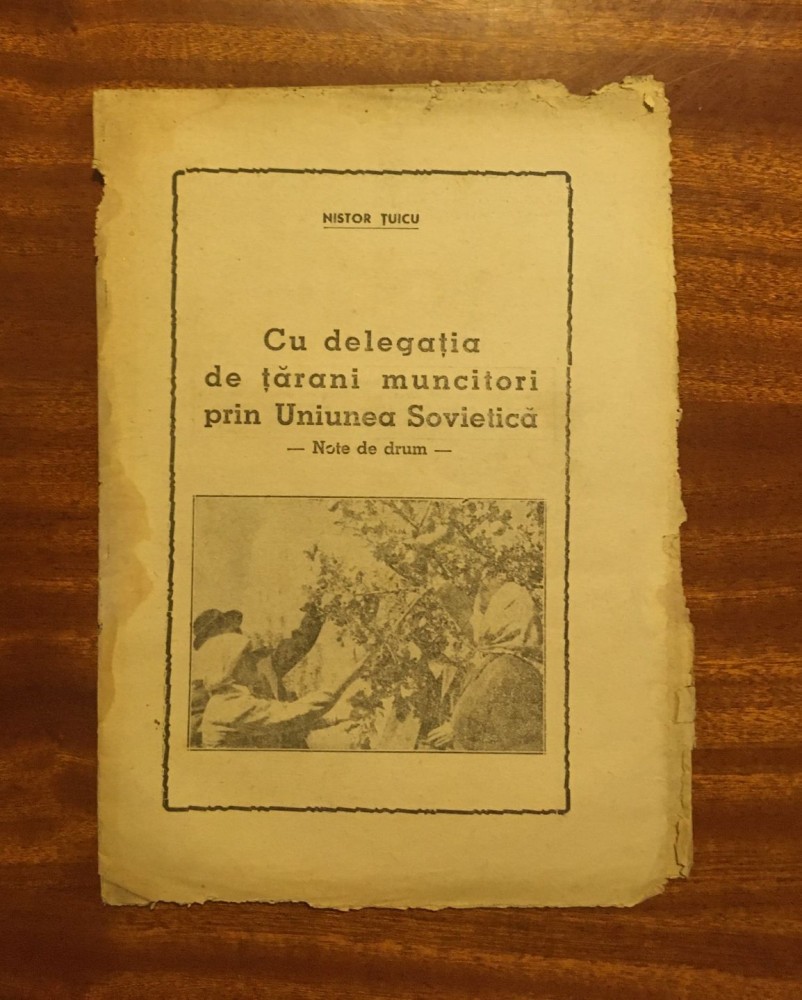 NISTOR ȚUICU
Cu delegația
de țărani muncitori
prin Uniunea Sovietică
— Note de drum —